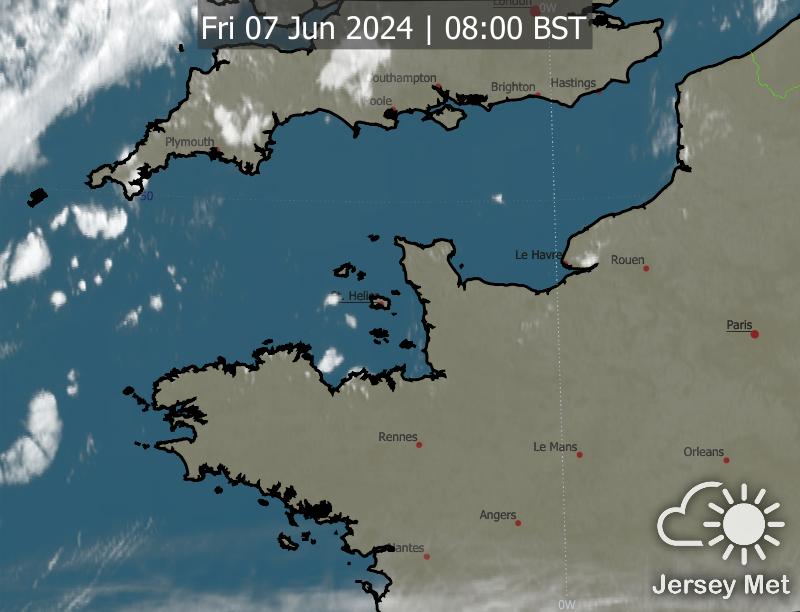 London
0W
Fri 07 Jun 2024 | 08:00 BST
outhampton
Brighton
Hastings
oole
Plymouth
50
Le Havre
Rouen
St. Helier
Paris
Rennes
Le Mans
Orleans
Angers
Nantes
Jersey Met
0W